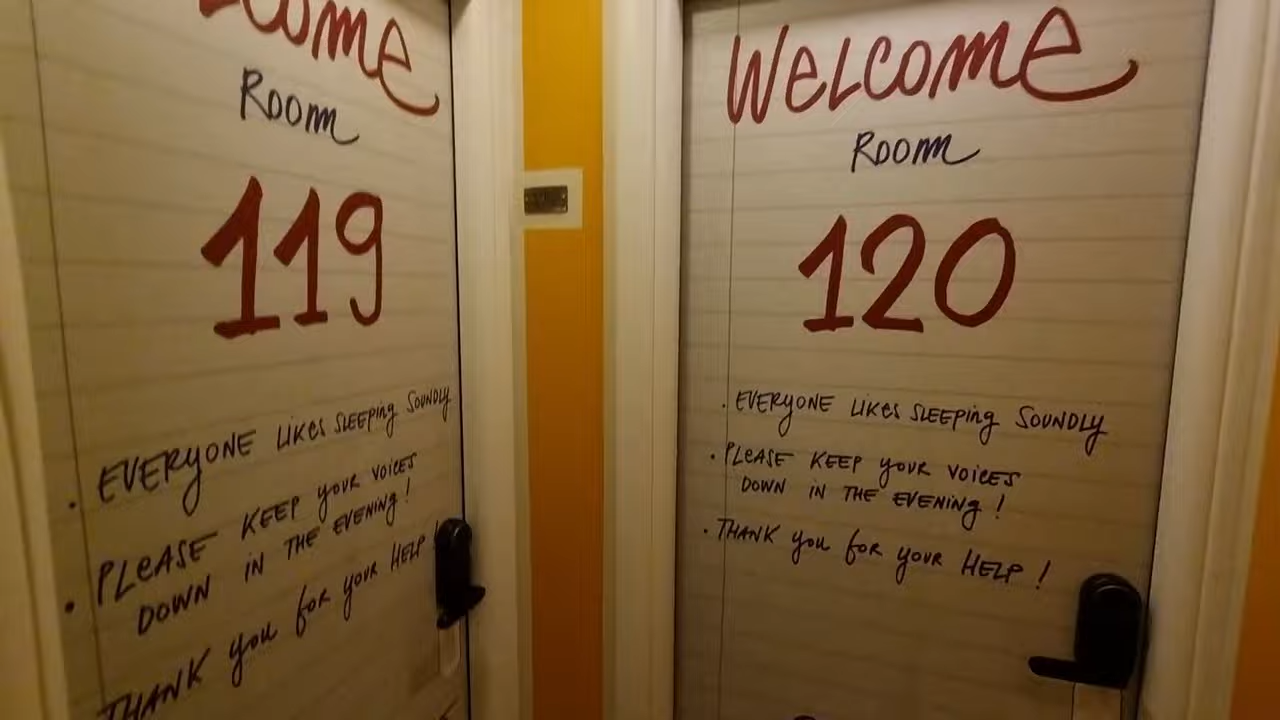 Welcome
Room
119
. EVERYONE LIKES SLEEPING SOUNDLY
. PLEASE KEEP your VOICES
DOWN IN THE EVENING!
THANK you for your HELP
Welcome
Room
120
. EVERYONE LIKES SLEEPING SOUNDLY
. PLEASE KEEP your VOICES
DOWN IN THE EVENING!
. THANK you for your HELP!